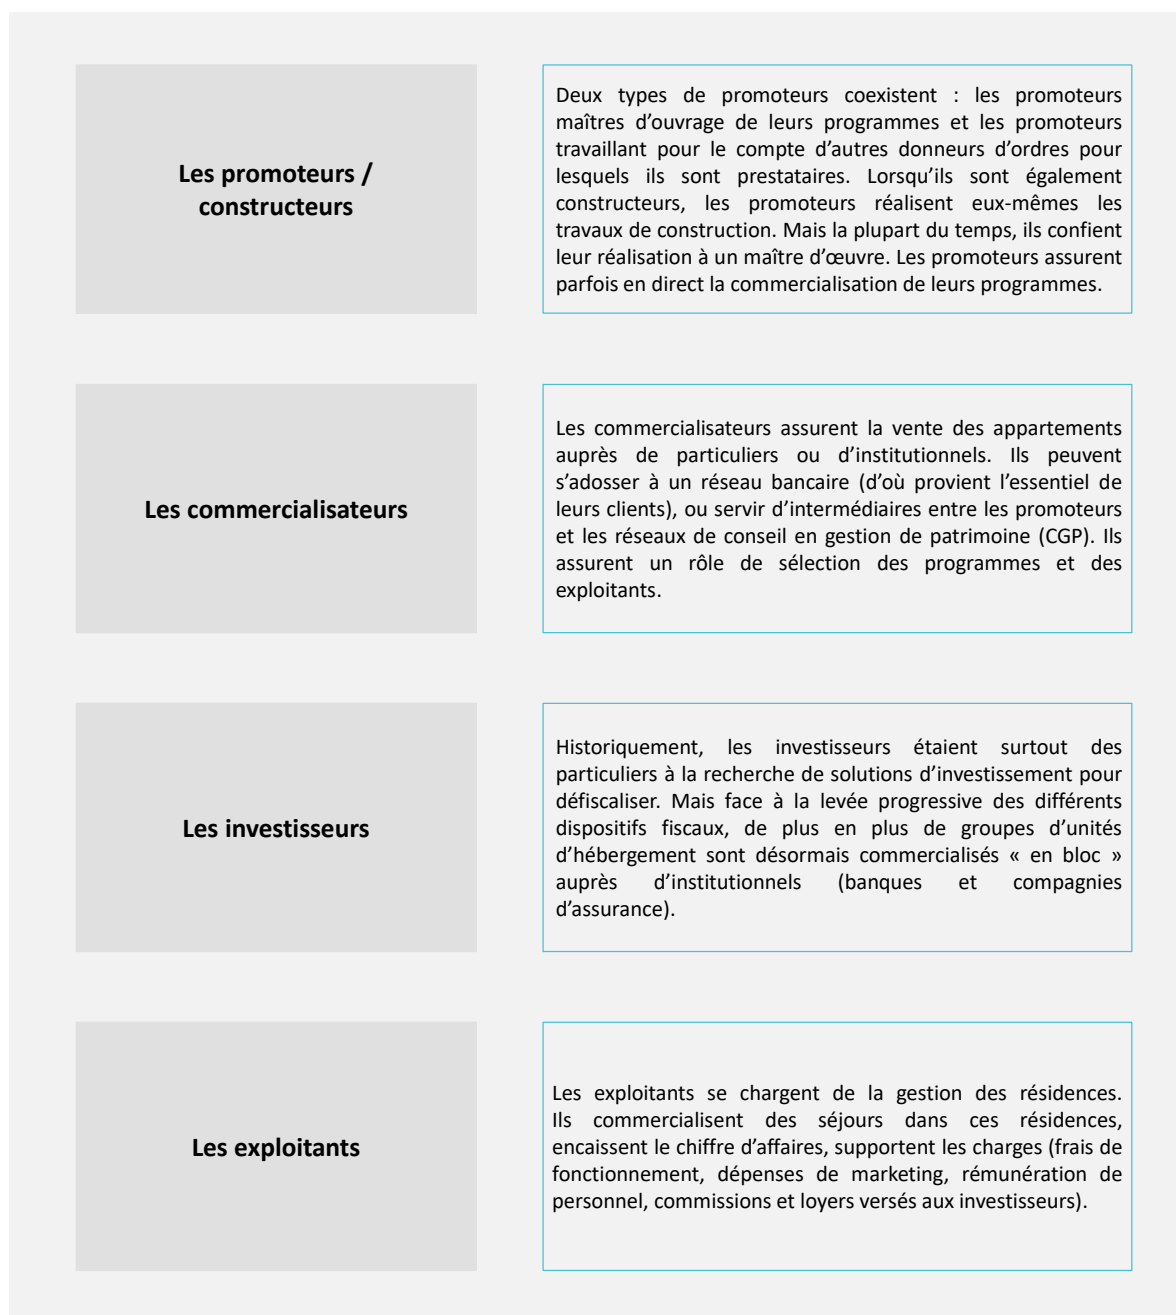 Les promoteurs /
constructeurs
Deux types de promoteurs coexistent : les promoteurs
maîtres d’ouvrage de leurs programmes et les promoteurs
travaillant pour le compte d’autres donneurs d’ordres pour
lesquels ils sont prestataires. Lorsqu’ils sont également
constructeurs, les promoteurs réalisent eux-mêmes les
travaux de construction. Mais la plupart du temps, ils confient
leur réalisation à un maître d’œuvre. Les promoteurs assurent
parfois en direct la commercialisation de leurs programmes.
Les commercialisateurs
Les commercialisateurs assurent la vente des appartements
auprès de particuliers ou d’institutionnels. Ils peuvent
s’adosser à un réseau bancaire (d’où provient l’essentiel de
leurs clients), ou servir d’intermédiaires entre les promoteurs
et les réseaux de conseil en gestion de patrimoine (CGP). Ils
assurent un rôle de sélection des programmes et des
exploitants.
Les investisseurs
Historiquement, les investisseurs étaient surtout des
particuliers à la recherche de solutions d’investissement pour
défiscaliser. Mais face à la levée progressive des différents
dispositifs fiscaux, de plus en plus de groupes d’unités
d’hébergement sont désormais commercialisés « en bloc »
auprès d’institutionnels (banques et compagnies
d’assurance).
Les exploitants
Les exploitants se chargent de la gestion des résidences.
Ils commercialisent des séjours dans ces résidences,
encaissent le chiffre d’affaires, supportent les charges (frais de
fonctionnement, dépenses de marketing, rémunération de
personnel, commissions et loyers versés aux investisseurs).